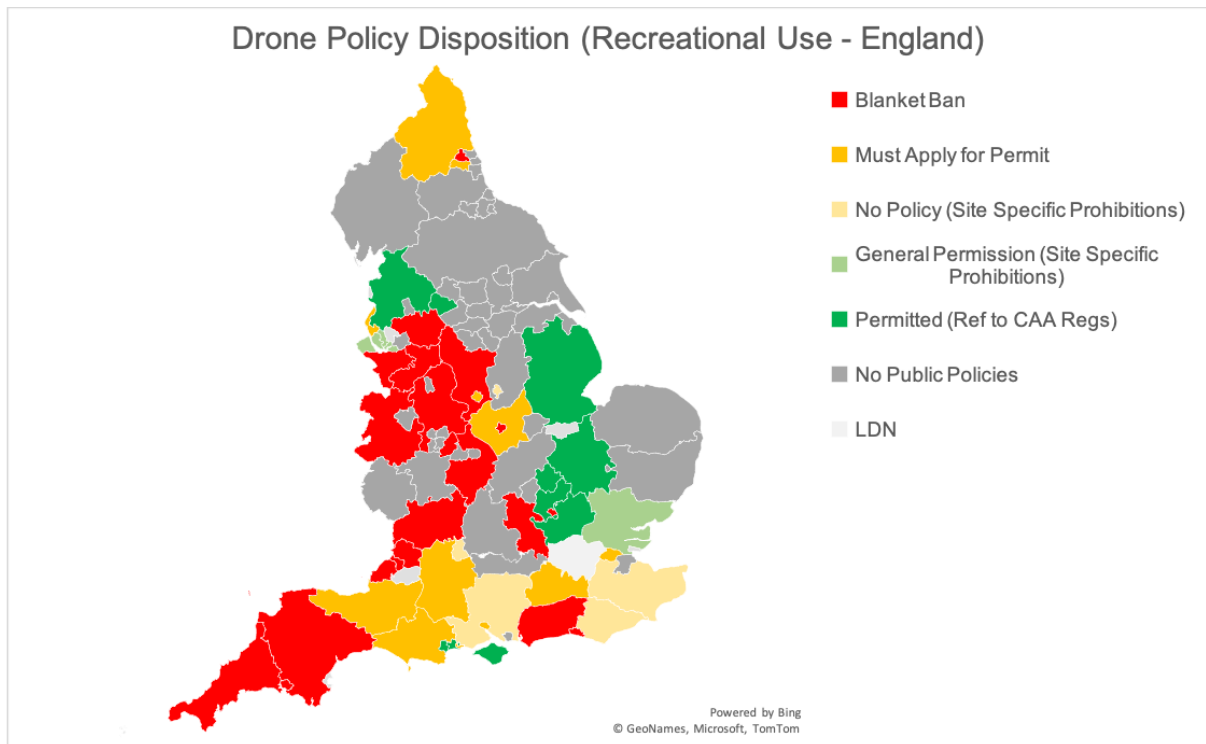 Drone Policy Disposition (Recreational Use - England)
Blanket Ban
Must Apply for Permit
No Policy (Site Specific Prohibitions)
General Permission (Site Specific
Prohibitions)
Permitted (Ref to CAA Regs)
No Public Policies
LDN
Powered by Bing
© GeoNames, Microsoft, TomTom